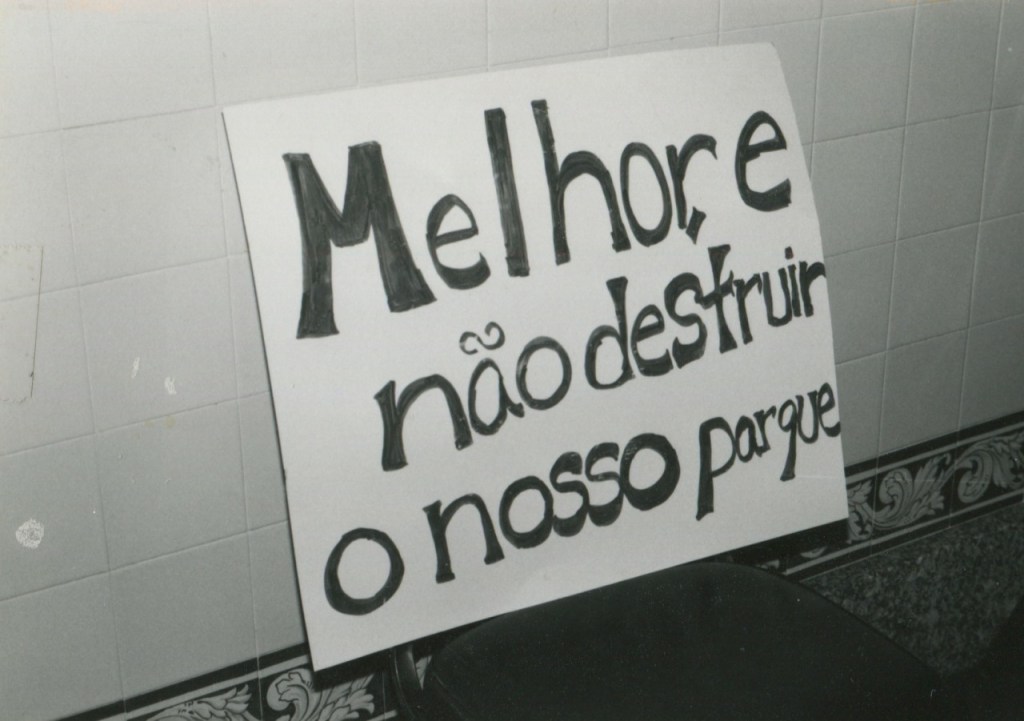 Melhor, e
não destruir
o nosso parque